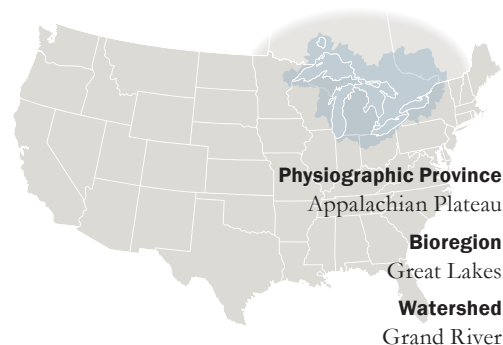 Physiographic Province
Appalachian Plateau
Bioregion
Great Lakes
Watershed
Grand River